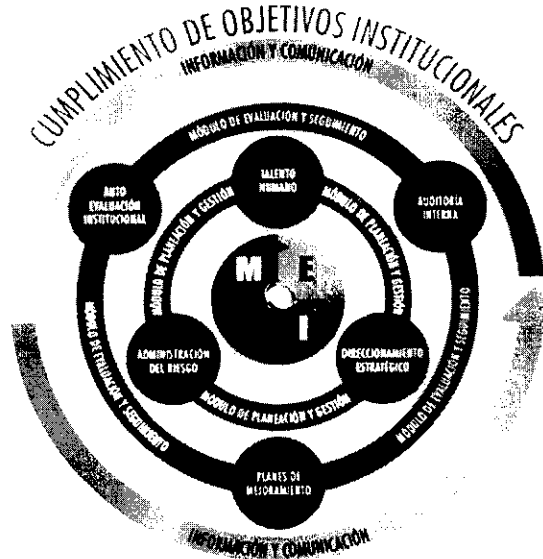 CUMPLIMIENTO DE OBJETIVOS INSTITUCIONALES
INFORMACIÓN Y COMUNICACIÓN
MÓDULO DE EVALUACIÓN Y SEGUIMIENTO
TALENTO
HUMANO
AUTO
EVALUACIÓN
INSTITUCIONAL
AUDITORÍA
INTERNA
MÓDULO DE PLANEACIÓN Y GESTIÓN
MÓDULO DE PLANEACIÓN Y GESTIÓN
M E
I
MÓDULO DE EVALUACIÓN Y SEGUIMIENTO
MÓDULO DE EVALUACIÓN Y SEGUIMIENTO
ADMINISTRACIÓN
DEL RIESGO
DIRECCIONAMIENTO
ESTRATÉGICO
MÓDULO DE PLANEACIÓN Y GESTIÓN
PLANES DE
MEJORAMIENTO
INFORMACIÓN Y COMUNICACIÓN